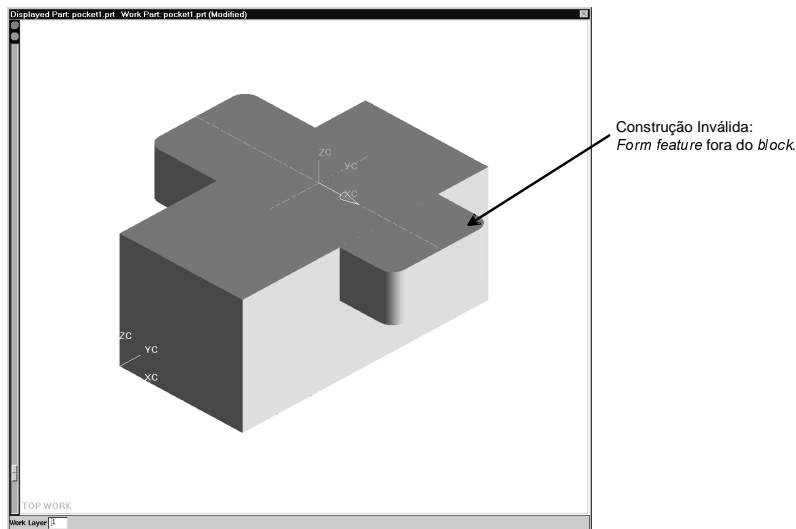 Displayed Part: pocket1.prt Work Part: pocket1.prt (Modified)
Construção Inválida:
Form feature fora do block.
ZC
YC
XC
ZC
YC
XC
TOP WORK
Work Layer 1